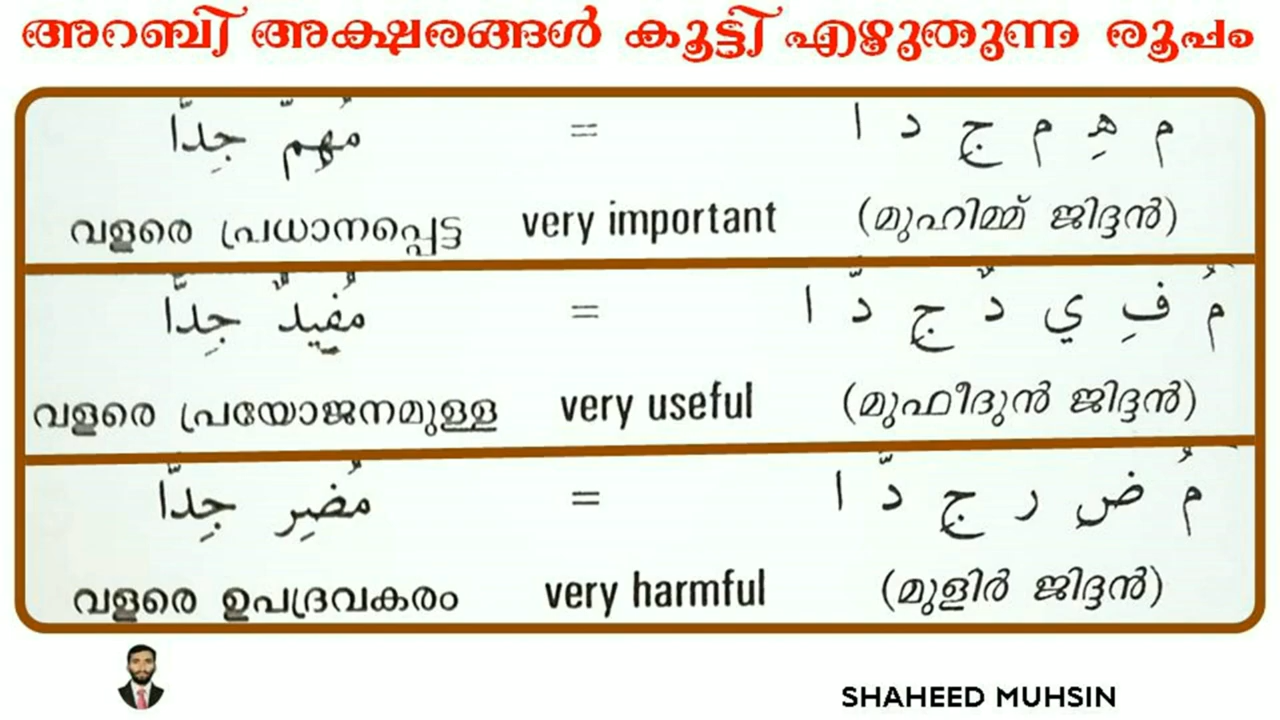 അറബി അക്ഷരങ്ങൾ കൂട്ടി എഴുതുന്ന രൂപം
مُهِمّ جِدًّا = م هِ م ج د ا
വളരെ പ്രധാനപ്പെട്ട very important (മുഹിമ്മ് ജിദ്ദൻ)
مُفِيدٌ جِدًّا = مُ فِ ي دٌ ج دّ ا
വളരെ പ്രയോജനമുള്ള very useful (മുഫീദുൻ ജിദ്ദൻ)
مُضِر جِدًّا = مُ ضِ ر ج دّ ا
വളരെ ഉപദ്രവകരം very harmful (മുളിർ ജിദ്ദൻ)
SHAHEED MUHSIN